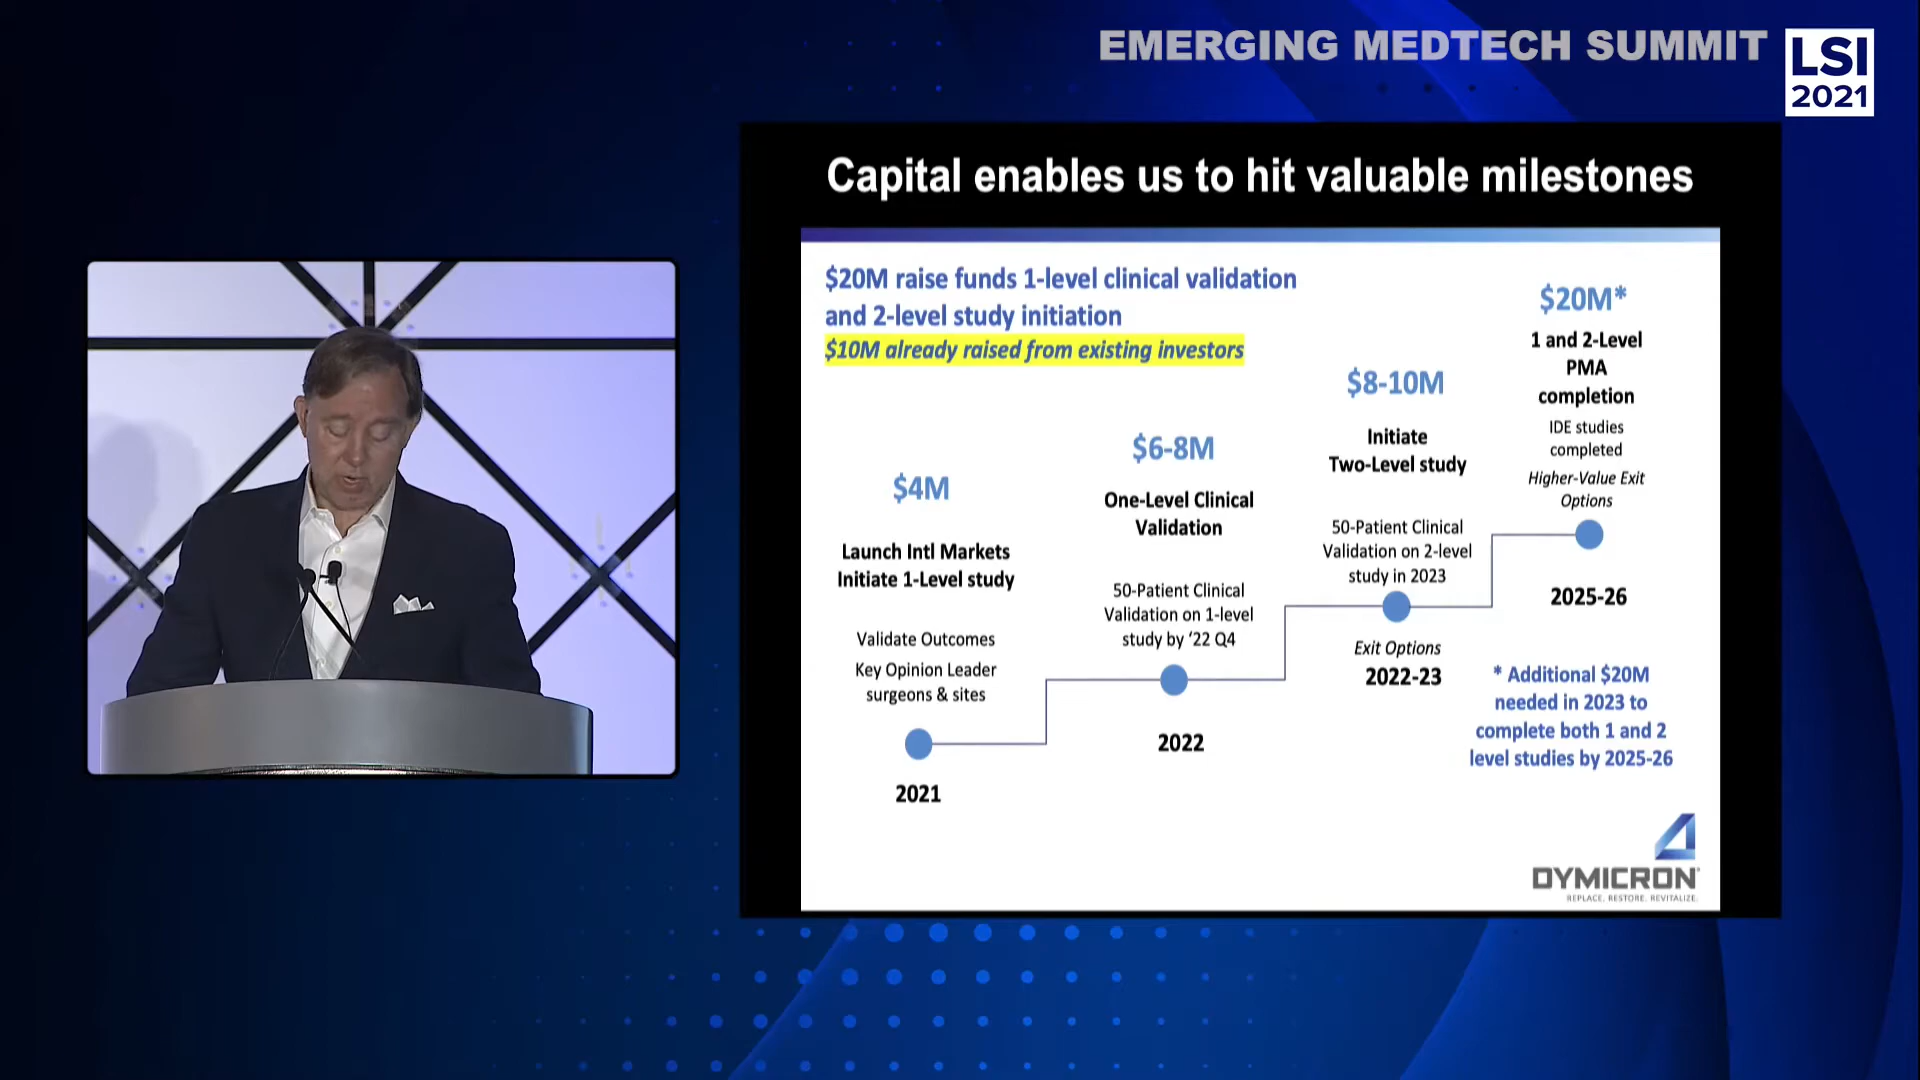 EMERGING MEDTECH SUMMIT
LSI
2021
Capital enables us to hit valuable milestones
$20M raise funds 1-level clinical validation
and 2-level study initiation
$10M already raised from existing investors
$4M
Launch Intl Markets
Initiate 1-Level study
Validate Outcomes
Key Opinion Leader
surgeons & sites
2021
$6-8M
One-Level Clinical
Validation
50-Patient Clinical
Validation on 1-level
study by ‘22 Q4
2022
$8-10M
Initiate
Two-Level study
50-Patient Clinical
Validation on 2-level
study in 2023
Exit Options
2022-23
$20M*
1 and 2-Level
PMA
completion
IDE studies
completed
Higher-Value Exit
Options
2025-26
* Additional $20M
needed in 2023 to
complete both 1 and 2
level studies by 2025-26
DYMICRON
REPLACE. RESTORE. REVITALIZE.